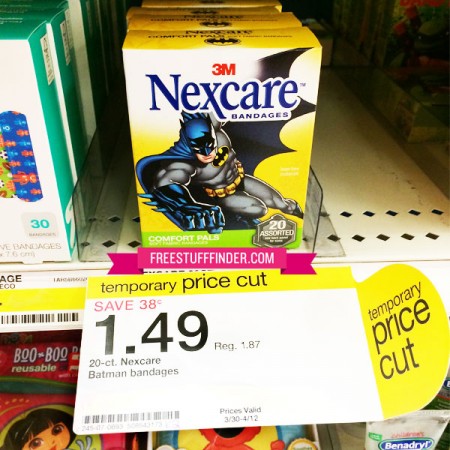 3M
Nexcare
BANDAGES
20
ASSORTED
COMFORT PALS
30
BANDAGES
FREESTUFFFINDER.COM
temporary price cut
SAVE 38¢
1.49 Reg. 1.87
20-ct. Nexcare
Batman bandages
Prices Valid
3/30-4/12
temporary
price
cut
BOO-BOO
reusable
Benadryl